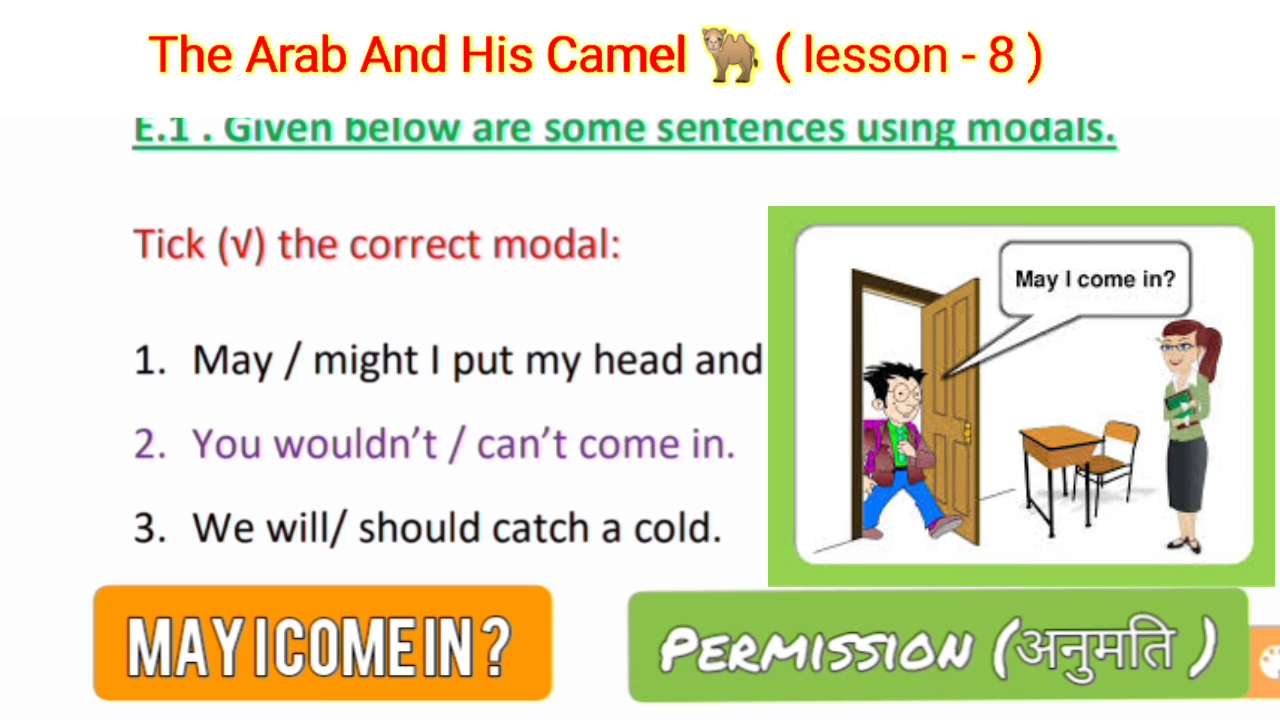 The Arab And His Camel 🐫 ( lesson - 8 )
E.1 . Given below are some sentences using modals.
Tick (√) the correct modal:
1. May / might I put my head and
2. You wouldn’t / can’t come in.
3. We will/ should catch a cold.
May I come in?
MAY I COME IN ?
PERMISSION (अनुमति )